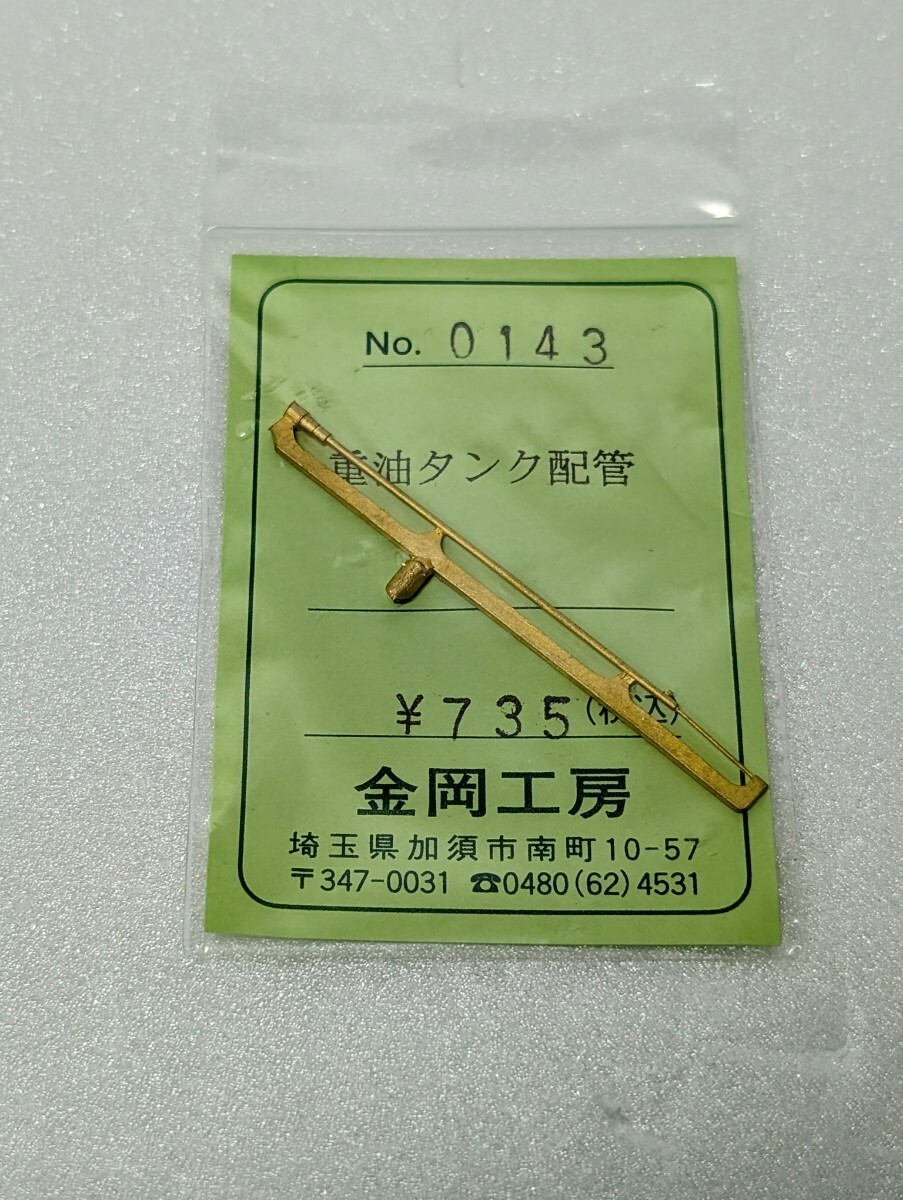 No. 0143
重油タンク配管
¥735(税込)
金岡工房
埼玉県加須市南町10-57
〒347-0031 ☎0480(62)4531